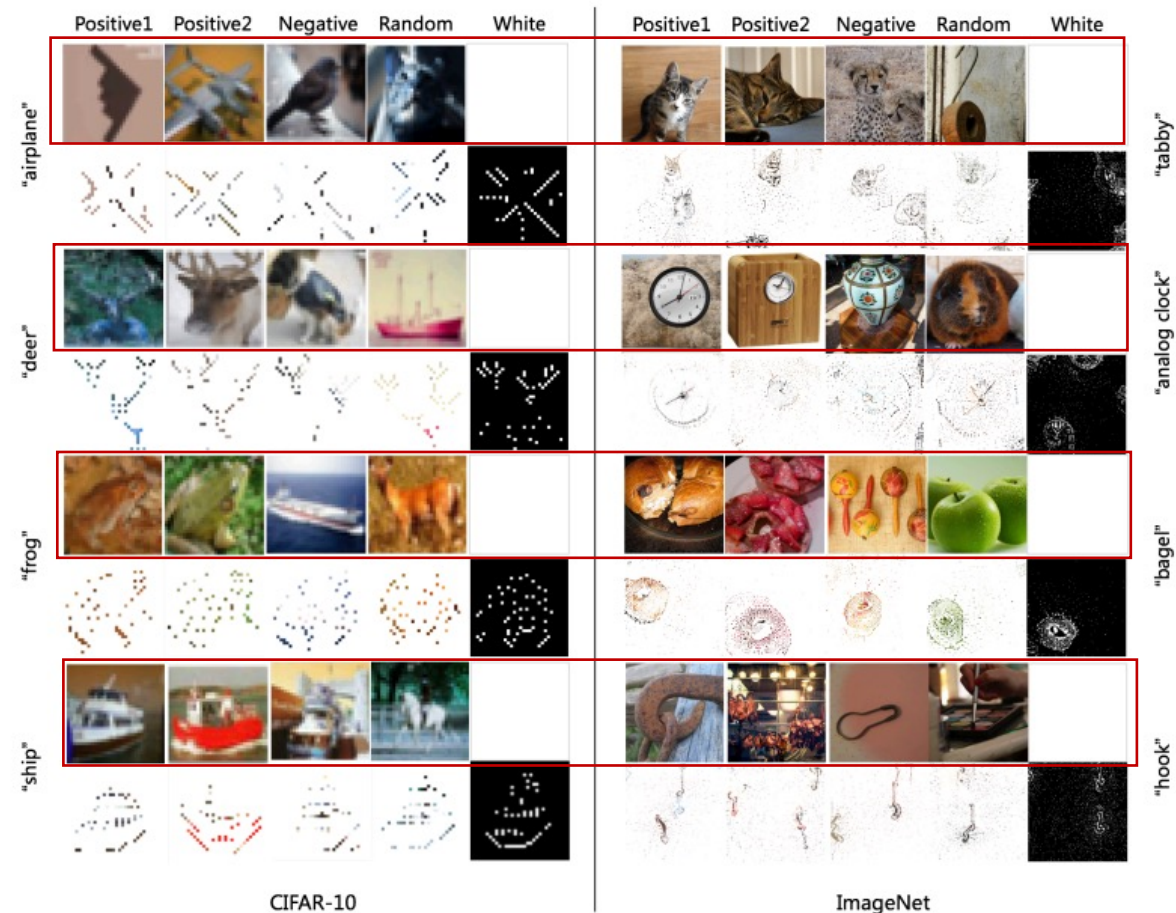 Positive1 Positive2 Negative Random White
Positive1 Positive2 Negative Random White
"airplane"
"tabby"
"deer"
"analog clock"
"frog"
"bagel"
"ship"
"hook"
CIFAR-10
ImageNet